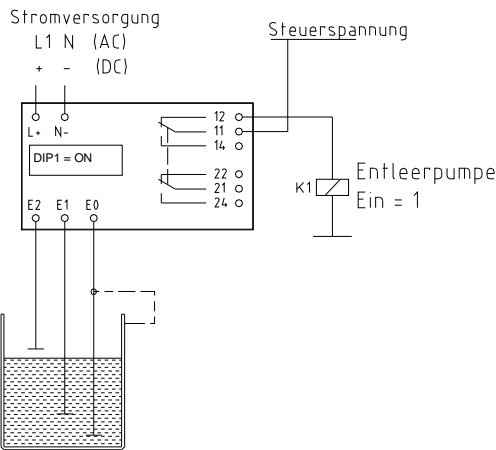 Stromversorgung
Steuerspannung
L1 N (AC)
+ - (DC)
L+ N-
12
11
14
DIP1 = ON
22
21
24
K1
Entleerpumpe
Ein = 1
E2 E1 E0